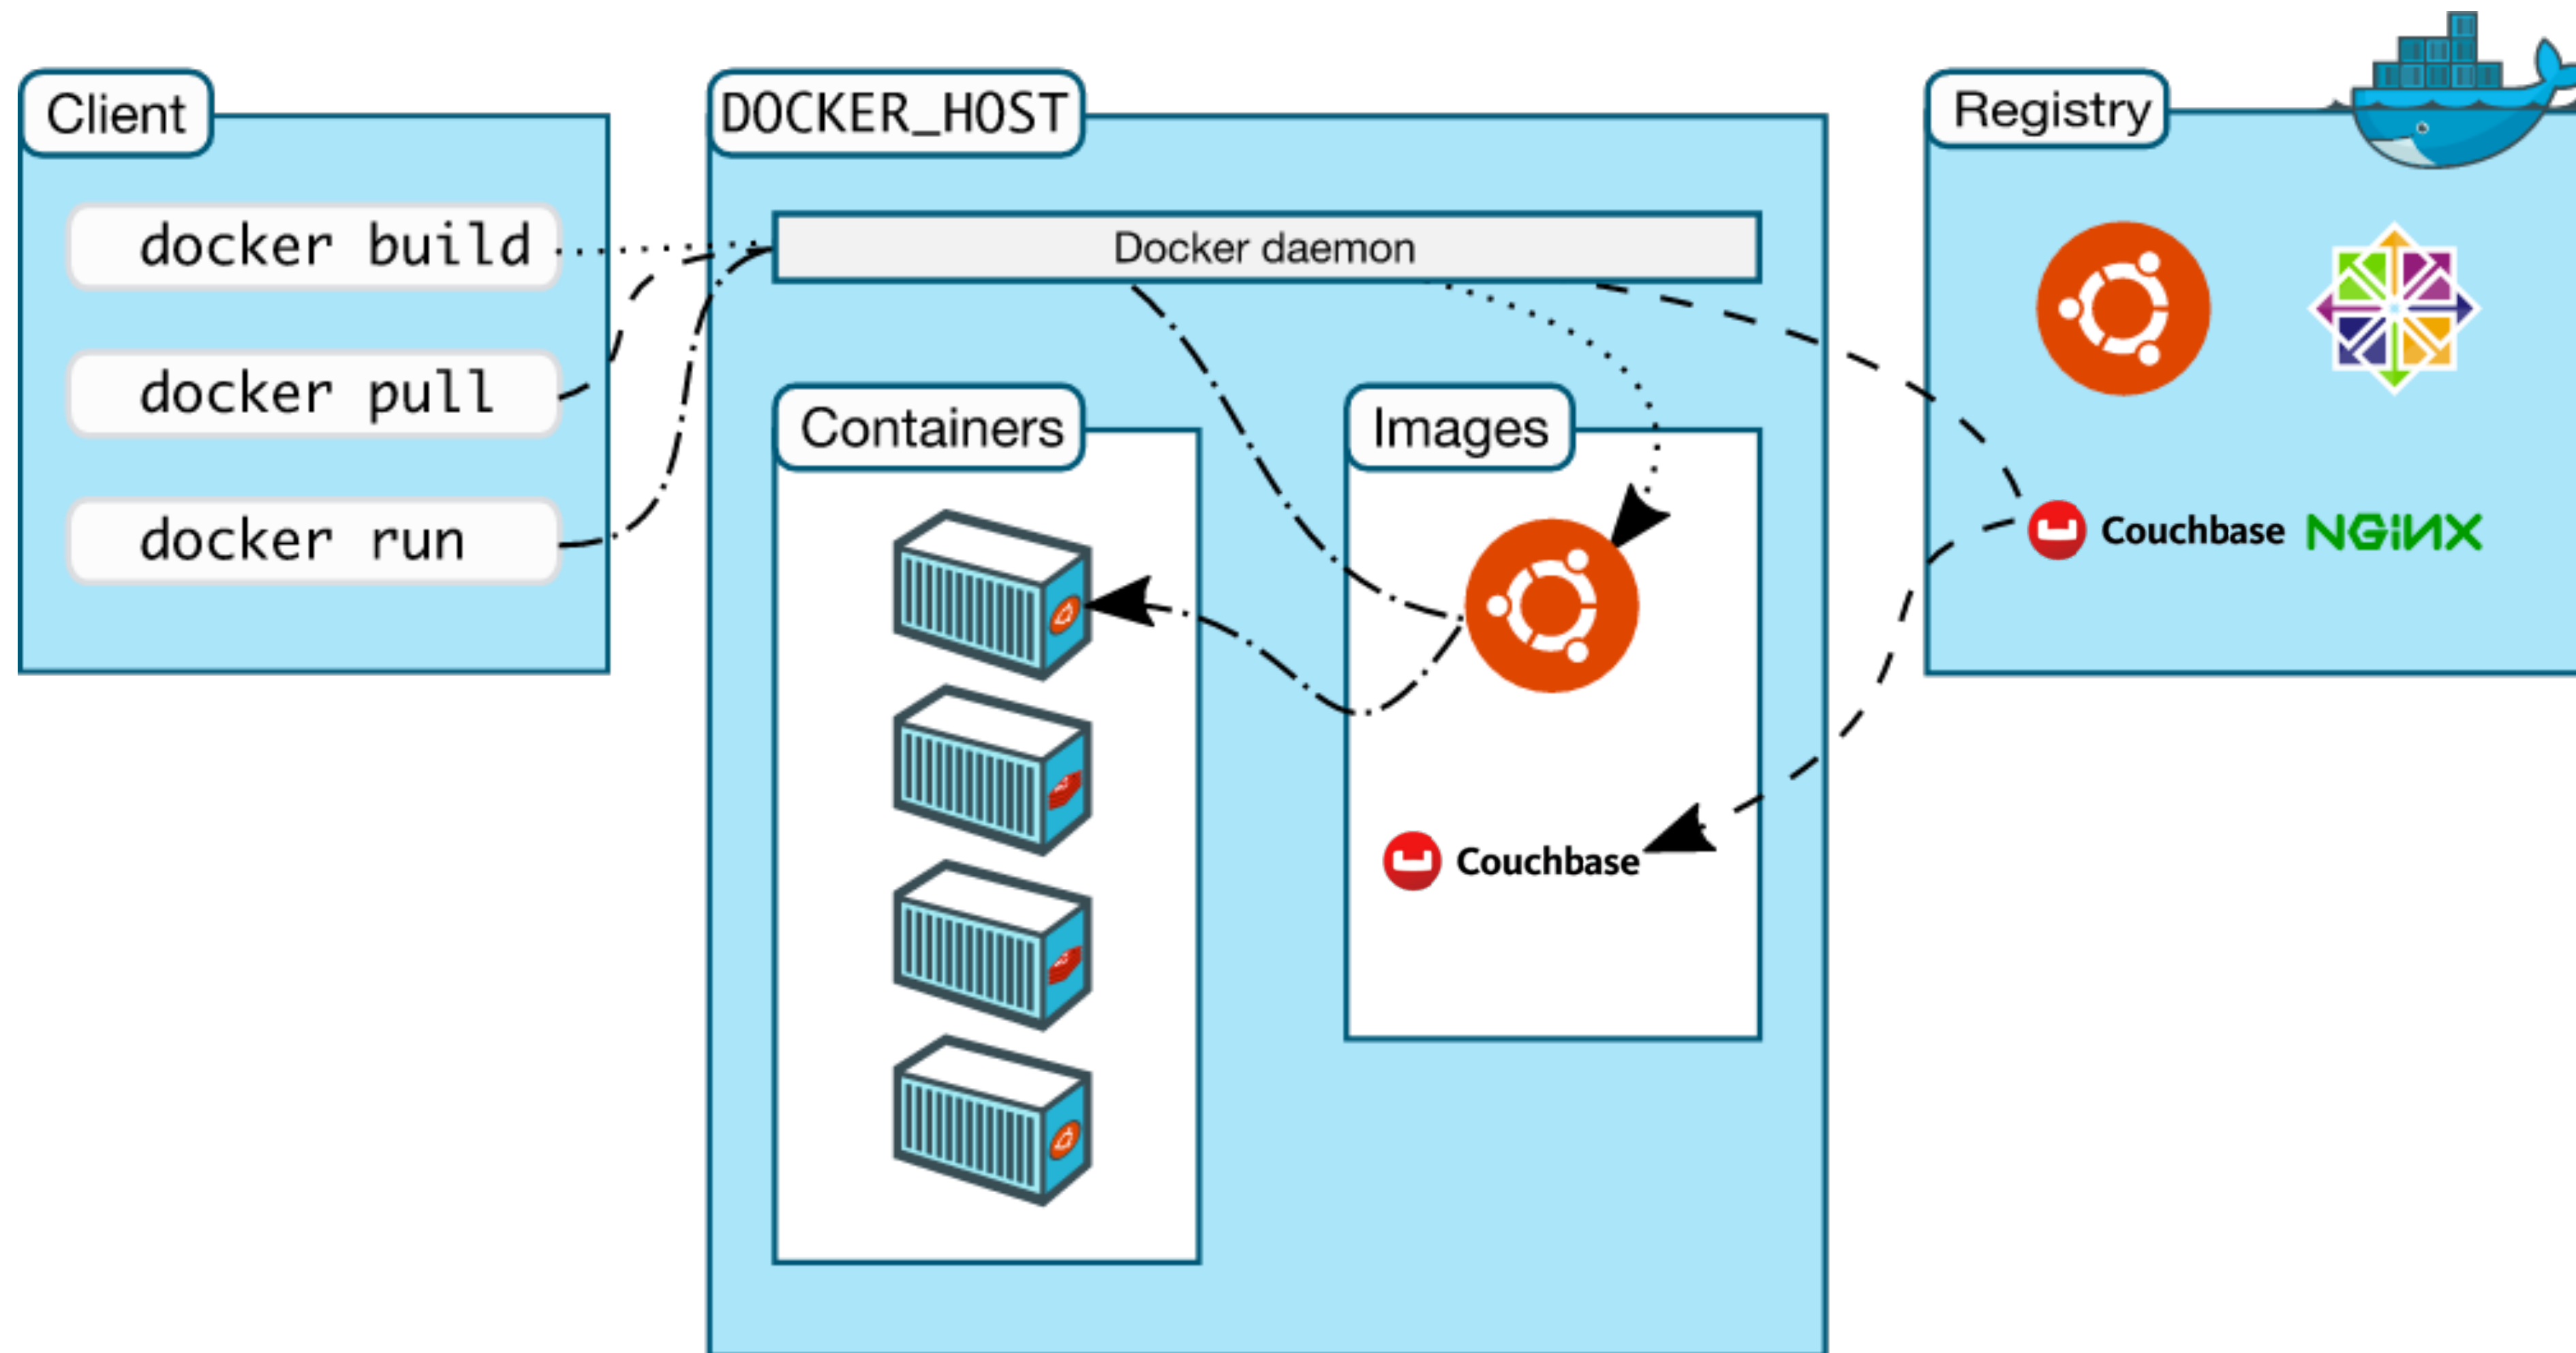 Client
docker build
docker pull
docker run
DOCKER_HOST
Docker daemon
Containers
Images
Couchbase
Registry
Couchbase
NGiNX